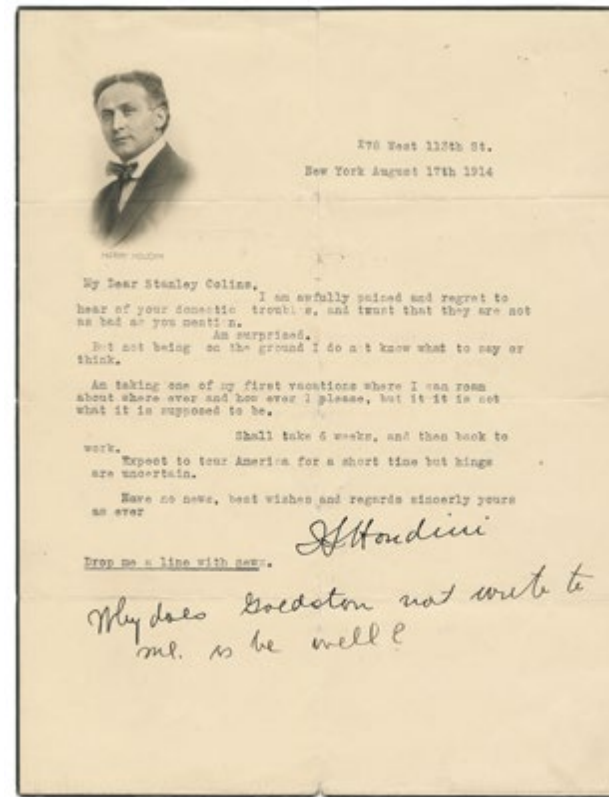 HARRY HOUDINI
278 West 113th St.
New York August 17th 1914
My Dear Stanley Colins,
I am awfully pained and regret to
hear of your domestic troubles, and twust that they are not
as bad as you mention.
Am surprised.
But not being on the ground I do not know what to say or
think.
Am taking one of my first vacations where I can roam
about where ever and how ever I please, but it it is not
what it is supposed to be.
Shall take 6 weeks, and then back to
work.
Expect to tour America for a short time but hings
are uncertain.
Have no news, best wishes and regards sincerly yours
as ever
Houdini
Drop me a line with news.
Why does Goldston not write to
me. is he well?